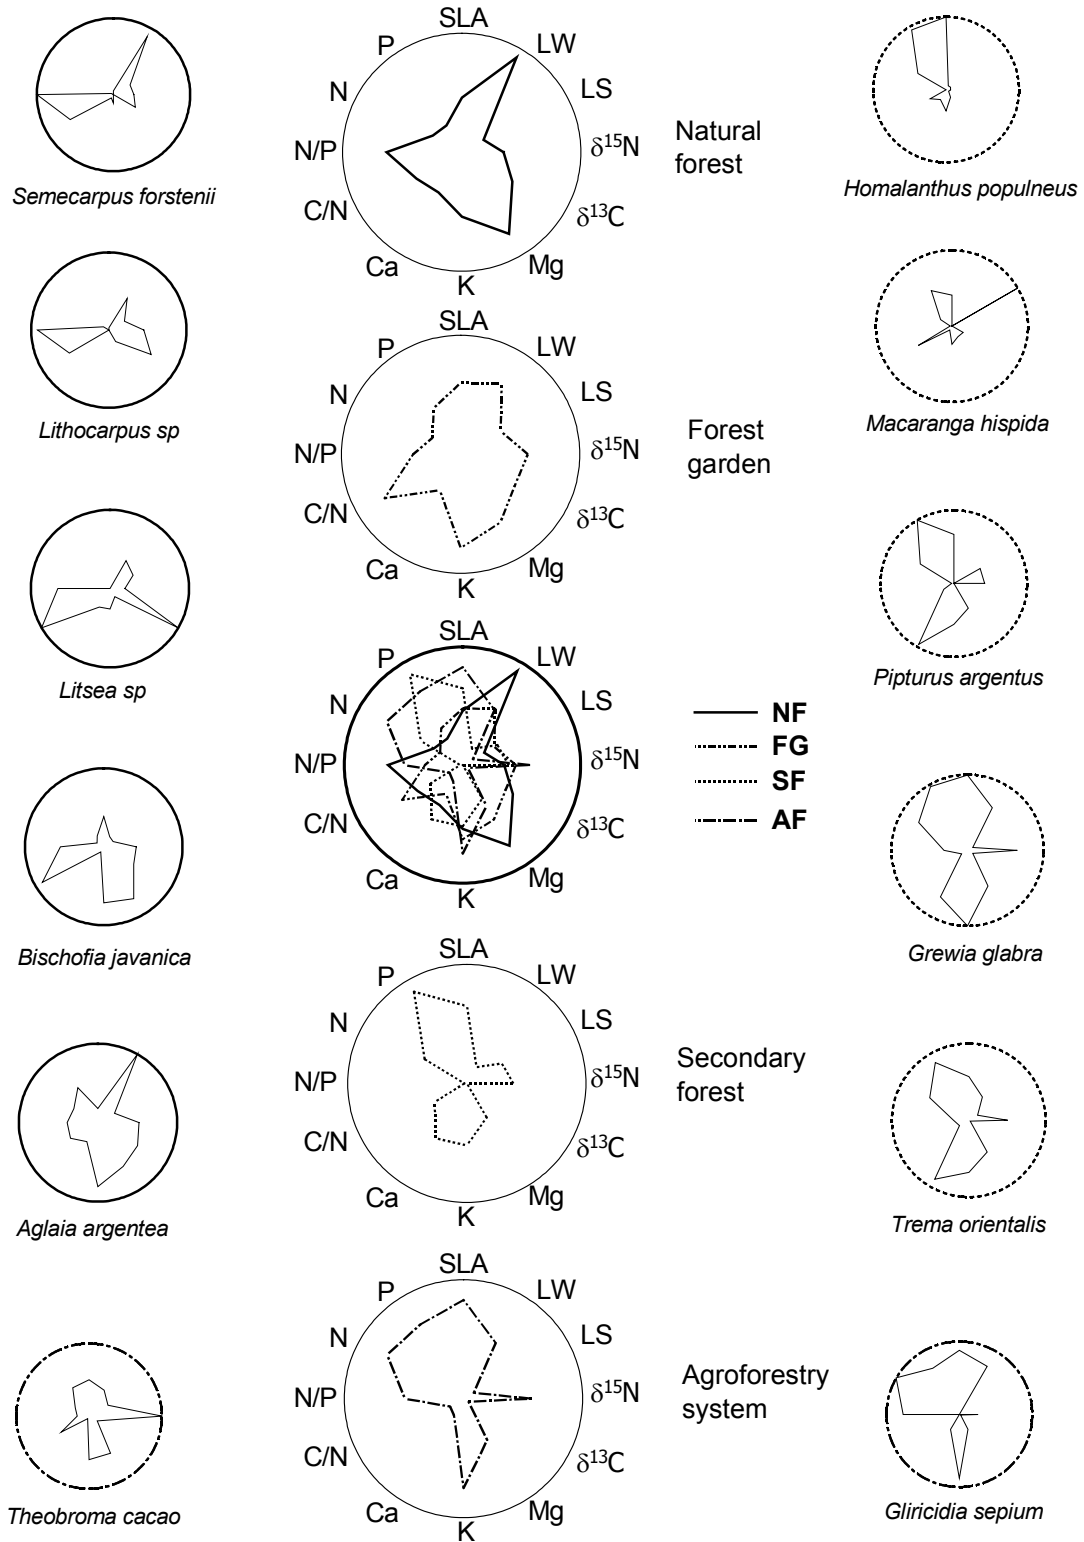 Semecarpus forstenii
Lithocarpus sp
Litsea sp
Bischofia javanica
Aglaia argentea
Theobroma cacao
SLA
LW
LS
δ¹⁵N
δ¹³C
Mg
K
Ca
C/N
N/P
N
P
Natural
forest
SLA
LW
LS
δ¹⁵N
δ¹³C
Mg
K
Ca
C/N
N/P
N
P
Forest
garden
SLA
LW
LS
δ¹⁵N
δ¹³C
Mg
K
Ca
C/N
N/P
N
P
NF
FG
SF
AF
SLA
LW
LS
δ¹⁵N
δ¹³C
Mg
K
Ca
C/N
N/P
N
P
Secondary
forest
SLA
LW
LS
δ¹⁵N
δ¹³C
Mg
K
Ca
C/N
N/P
N
P
Agroforestry
system
Homalanthus populneus
Macaranga hispida
Pipturus argentus
Grewia glabra
Trema orientalis
Gliricidia sepium